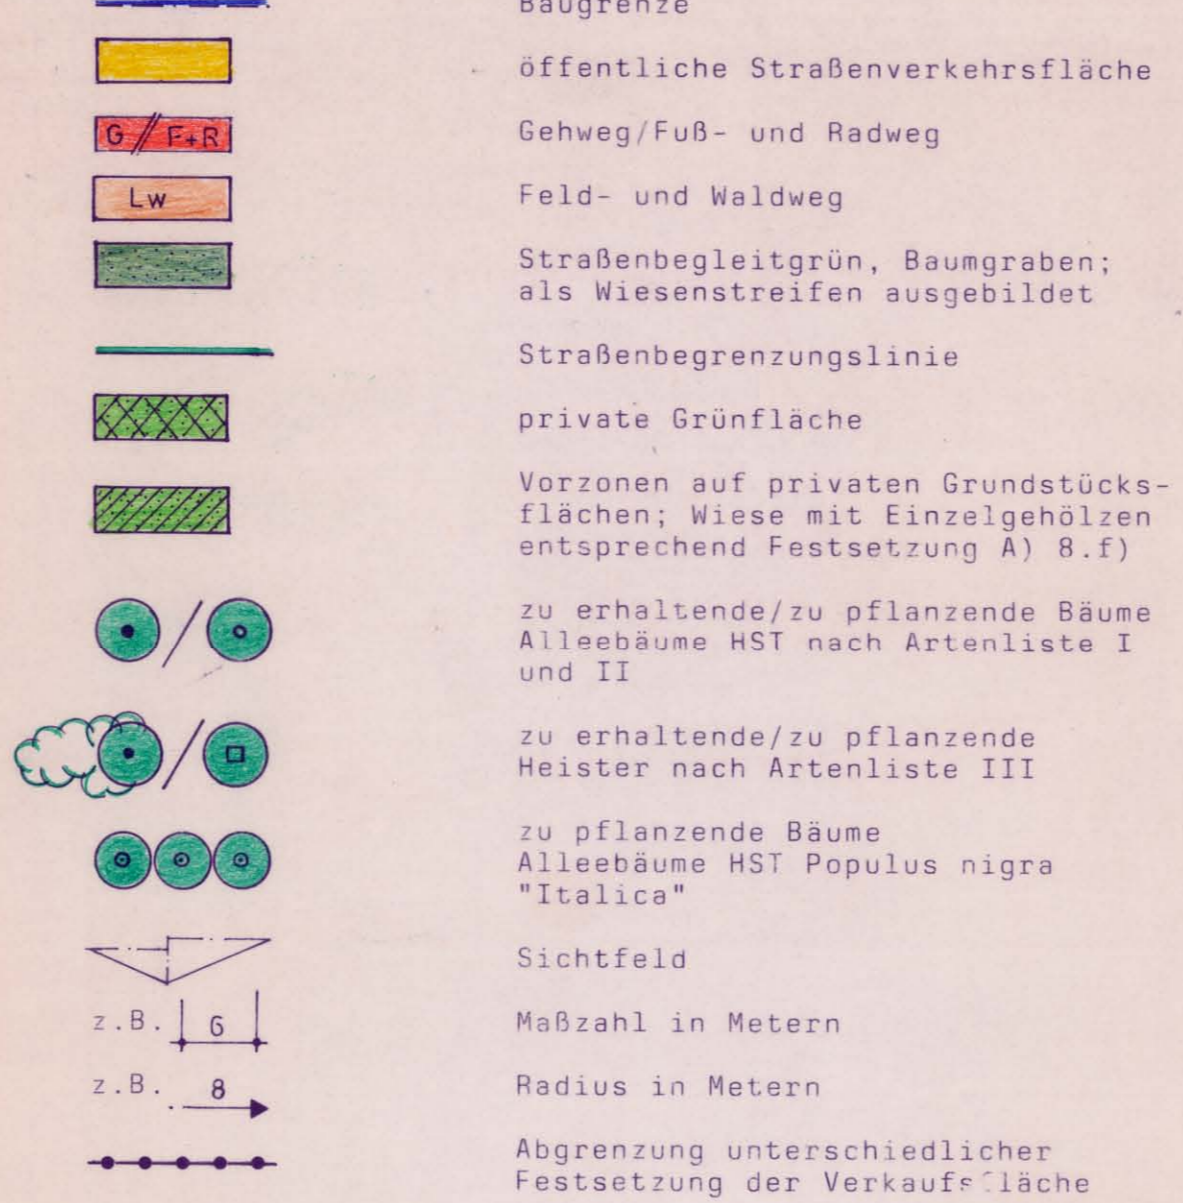 Baugrenze
öffentliche Straßenverkehrsfläche
G // F+R Gehweg/Fuß- und Radweg
Lw Feld- und Waldweg
Straßenbegleitgrün, Baumgraben;
als Wiesenstreifen ausgebildet
Straßenbegrenzungslinie
private Grünfläche
Vorzonen auf privaten Grundstücks-
flächen; Wiese mit Einzelgehölzen
entsprechend Festsetzung A) 8.f)
zu erhaltende/zu pflanzende Bäume
Alleebäume HST nach Artenliste I
und II
zu erhaltende/zu pflanzende
Heister nach Artenliste III
zu pflanzende Bäume
Alleebäume HST Populus nigra
"Italica"
Sichtfeld
z.B. 6 Maßzahl in Metern
z.B. 8 Radius in Metern
Abgrenzung unterschiedlicher
Festsetzung der Verkaufsfläche